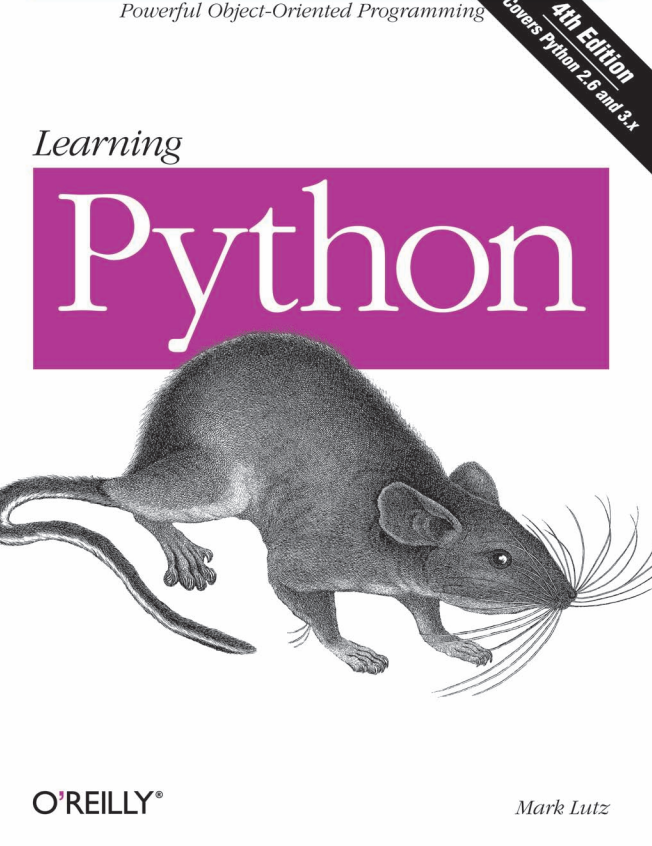 Powerful Object-Oriented Programming
4th Edition
Covers Python 2.6 and 3.x
Learning
Python
O'REILLY®
Mark Lutz